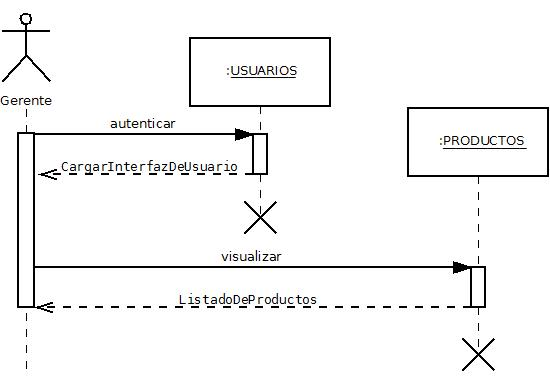 :USUARIOS
Gerente
autenticar
:PRODUCTOS
CargarInterfazDeUsuario
visualizar
ListadoDeProductos